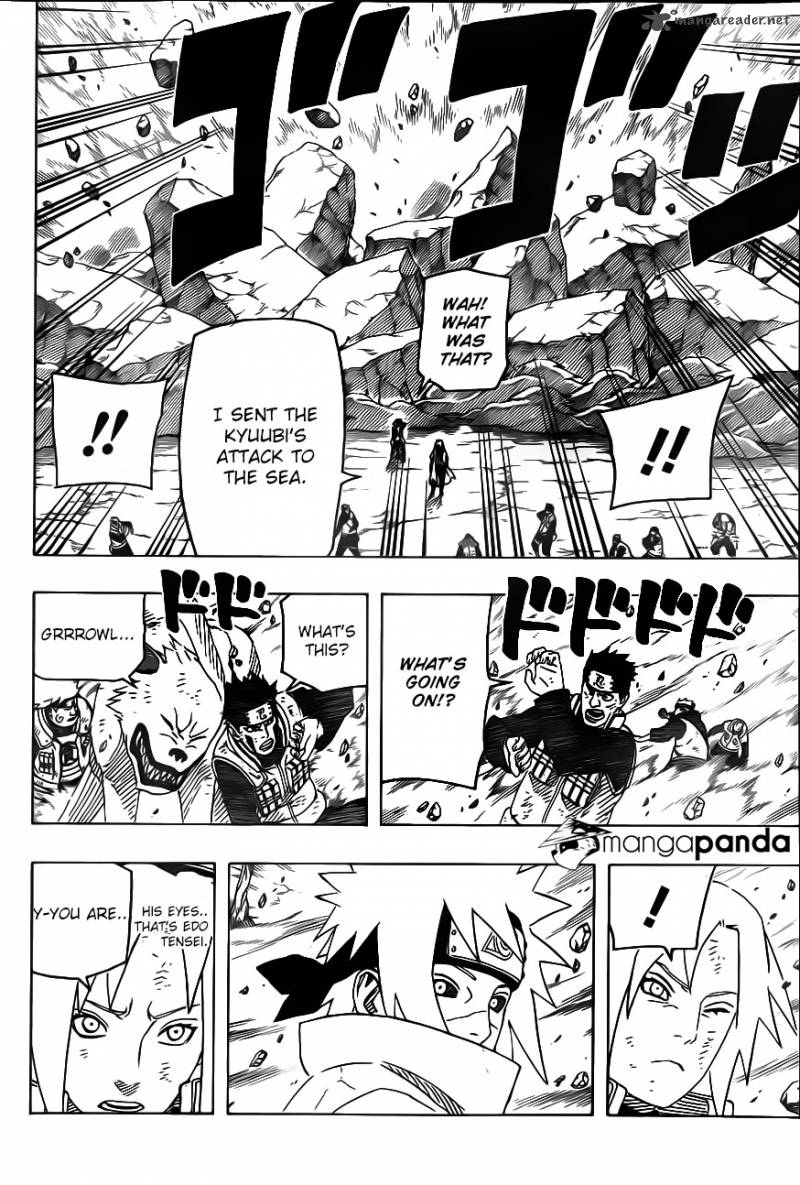 mangareader.net
ゴゴゴ
WAH!
WHAT
WAS
THAT?
!!
I SENT THE
KYUUBI'S
ATTACK
TO THE
SEA.
!!
ドドドド
WHAT'S
GOING
ON!?
ドドド
WHAT'S
THIS?
GRRROWL...
mangapanda
!
HIS EYES..
THAT'S EDO
TENSEI.
Y-YOU ARE..